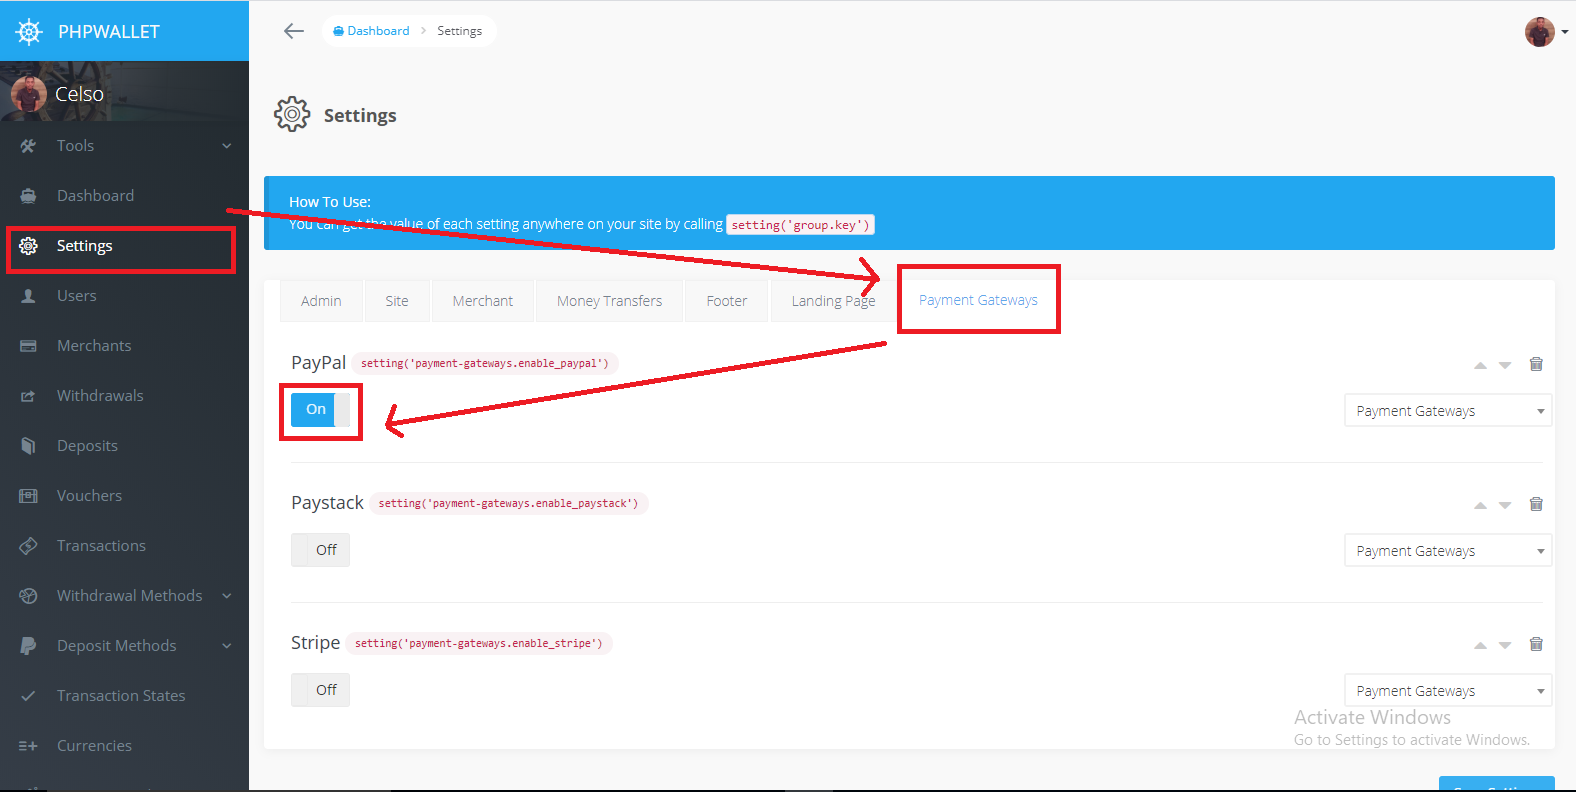 PHPWALLET
Dashboard > Settings
Celso
Tools
Dashboard
Settings
Users
Merchants
Withdrawals
Deposits
Vouchers
Transactions
Withdrawal Methods
Deposit Methods
Transaction States
Currencies
Settings
How To Use:
You can get the value of each setting anywhere on your site by calling setting('group.key')
Admin
Site
Merchant
Money Transfers
Footer
Landing Page
Payment Gateways
PayPal setting('payment-gateways.enable_paypal')
On
Payment Gateways
Paystack setting('payment-gateways.enable_paystack')
Off
Payment Gateways
Stripe setting('payment-gateways.enable_stripe')
Off
Payment Gateways
Activate Windows
Go to Settings to activate Windows.